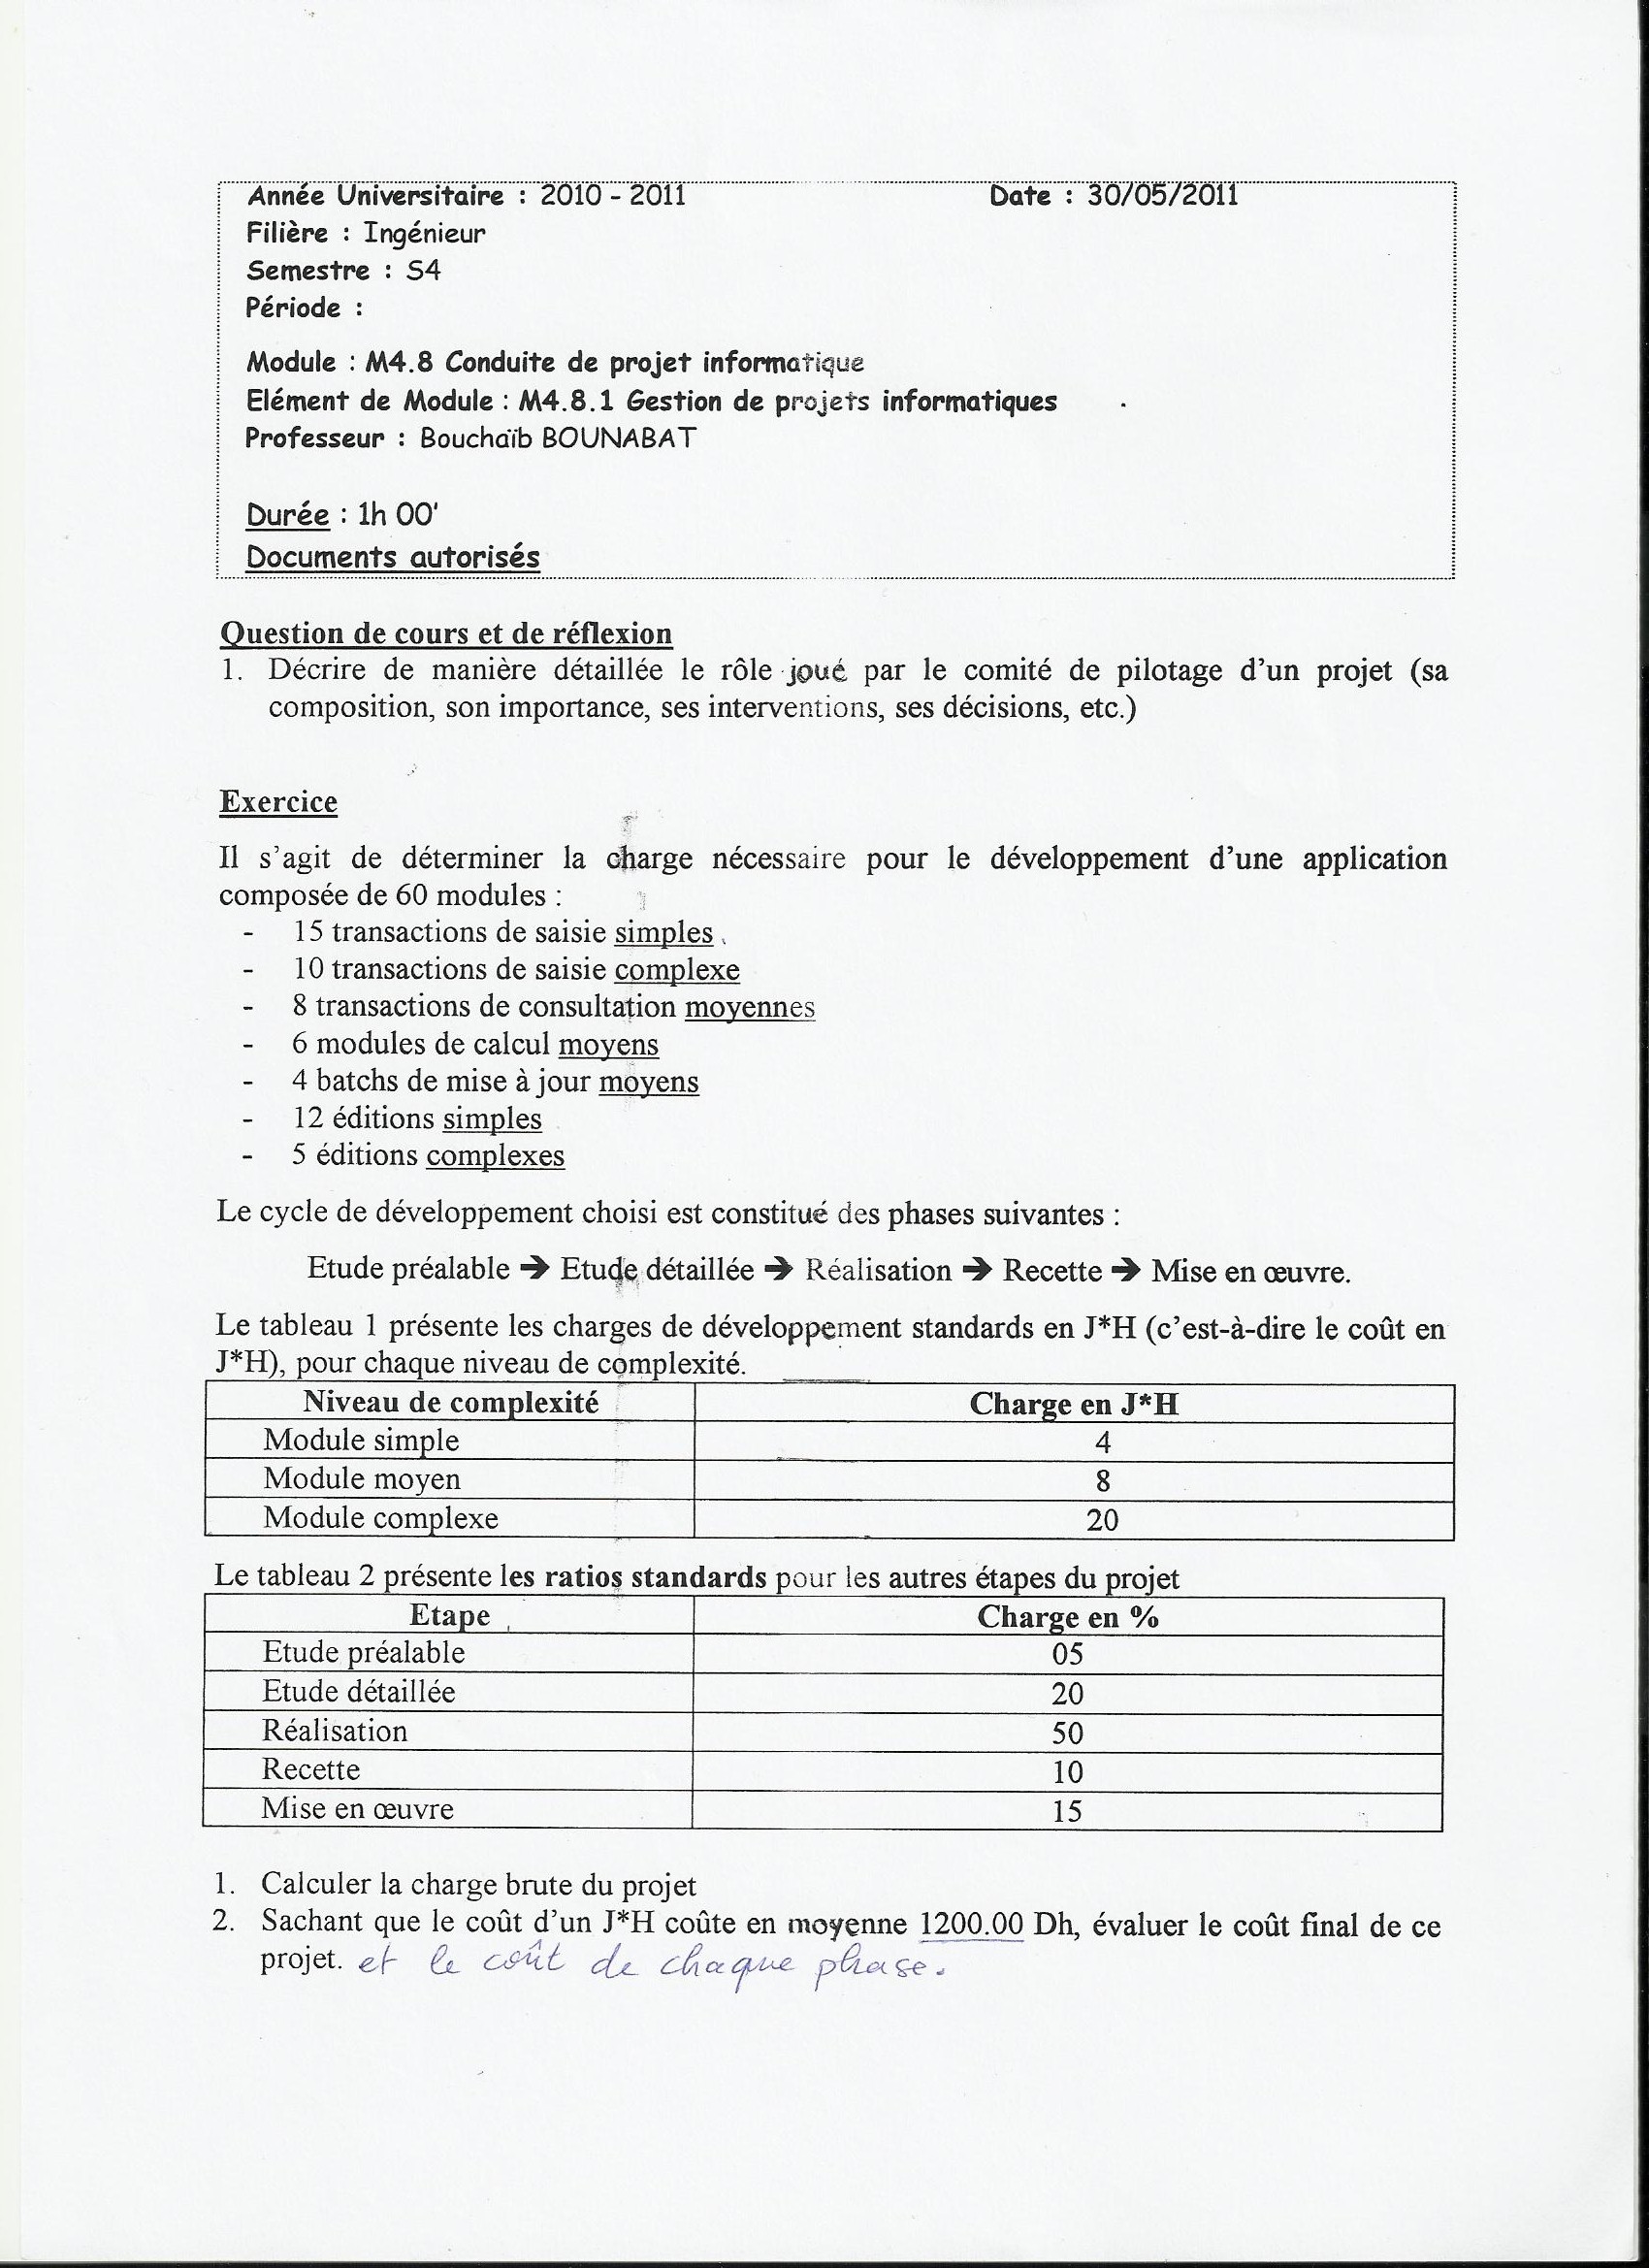 Année Universitaire : 2010 - 2011 Date : 30/05/2011
Filière : Ingénieur
Semestre : S4
Période :
Module : M4.8 Conduite de projet informatique
Elément de Module : M4.8.1 Gestion de projets informatiques
Professeur : Bouchaïb BOUNABAT
Durée : 1h 00'
Documents autorisés
Question de cours et de réflexion
1. Décrire de manière détaillée le rôle joué par le comité de pilotage d'un projet (sa
composition, son importance, ses interventions, ses décisions, etc.)
Exercice
Il s'agit de déterminer la charge nécessaire pour le développement d'une application
composée de 60 modules :
- 15 transactions de saisie simples
- 10 transactions de saisie complexe
- 8 transactions de consultation moyennes
- 6 modules de calcul moyens
- 4 batchs de mise à jour moyens
- 12 éditions simples
- 5 éditions complexes
Le cycle de développement choisi est constitué des phases suivantes :
Etude préalable → Etude détaillée → Réalisation → Recette → Mise en œuvre.
Le tableau 1 présente les charges de développement standards en J*H (c'est-à-dire le coût en
J*H), pour chaque niveau de complexité.
Niveau de complexité Charge en J*H
Module simple 4
Module moyen 8
Module complexe 20
Le tableau 2 présente les ratios standards pour les autres étapes du projet
Etape Charge en %
Etude préalable 05
Etude détaillée 20
Réalisation 50
Recette 10
Mise en œuvre 15
1. Calculer la charge brute du projet
2. Sachant que le coût d'un J*H coûte en moyenne 1200.00 Dh, évaluer le coût final de ce
projet. et le coût de chaque phase.